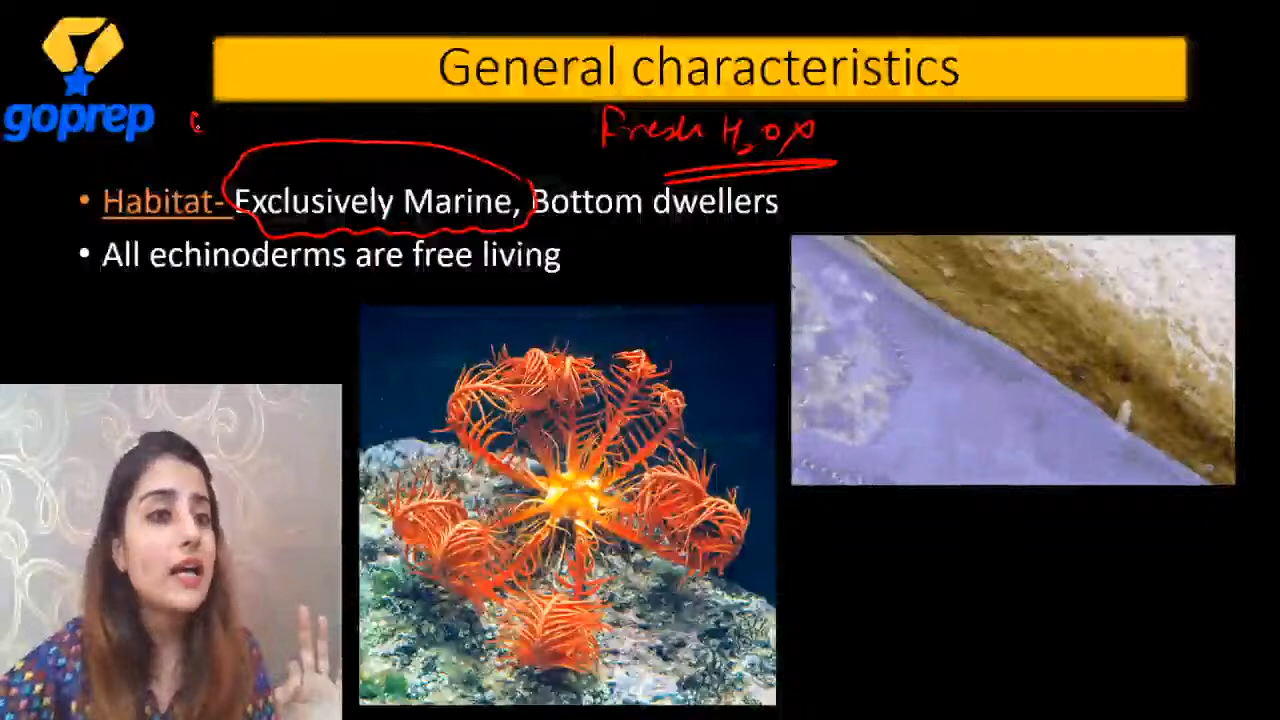 General characteristics
goprep
Fresh H₂O ✗
• Habitat- Exclusively Marine, Bottom dwellers
• All echinoderms are free living